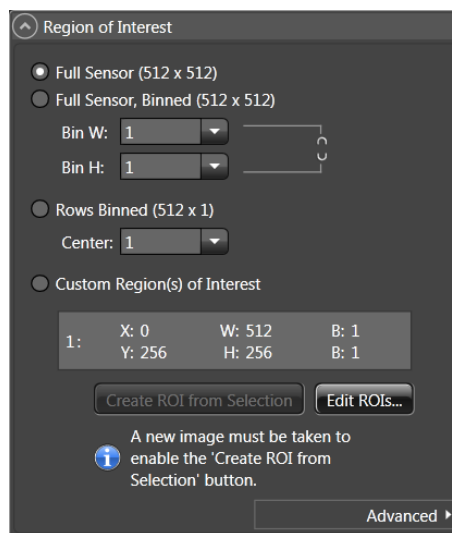 Region of Interest
Full Sensor (512 x 512)
Full Sensor, Binned (512 x 512)
Bin W: 1
Bin H: 1
Rows Binned (512 x 1)
Center: 1
Custom Region(s) of Interest
1: X: 0 W: 512 B: 1
Y: 256 H: 256 B: 1
Create ROI from Selection Edit ROIs...
A new image must be taken to
enable the 'Create ROI from
Selection' button.
Advanced